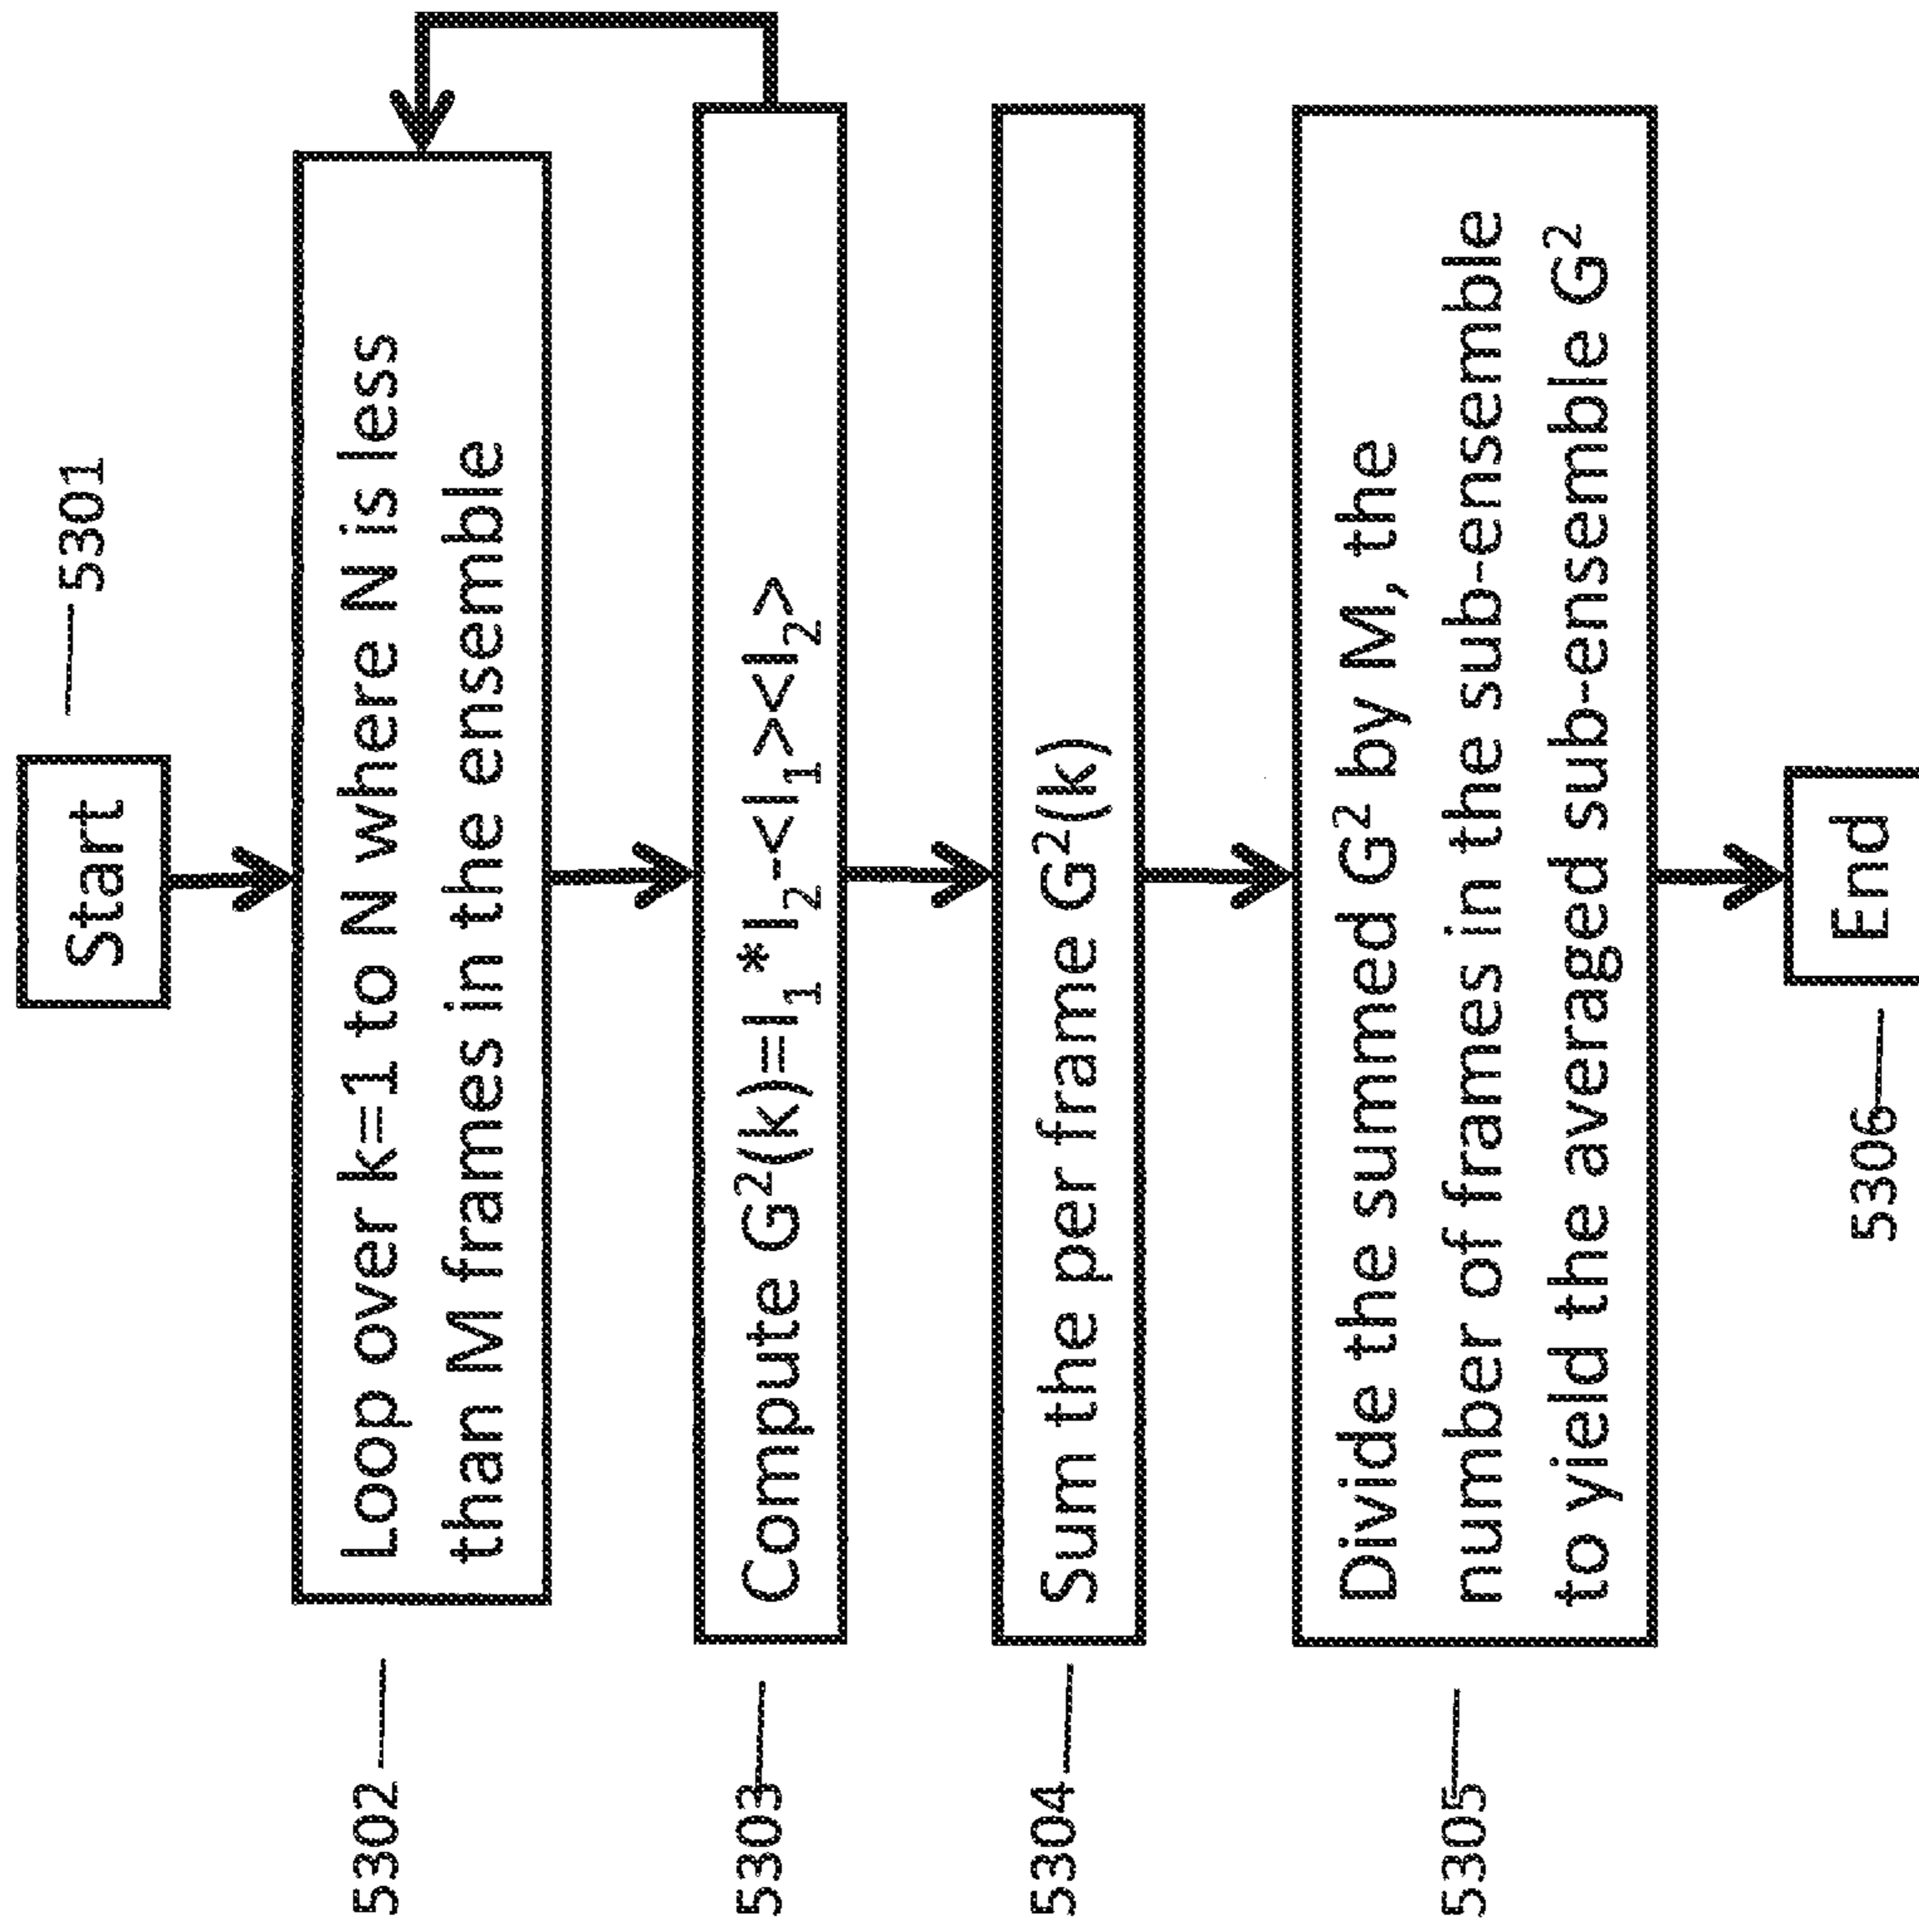 Start
5301
5302
Loop over k=1 to N where N is less
than M frames in the ensemble
5303
Compute G²(k)=I₁*I₂-<I₁><I₂>
5304
Sum the per frame G²(k)
5305
Divide the summed G² by M, the
number of frames in the sub-ensemble
to yield the averaged sub-ensemble G²
5306
End